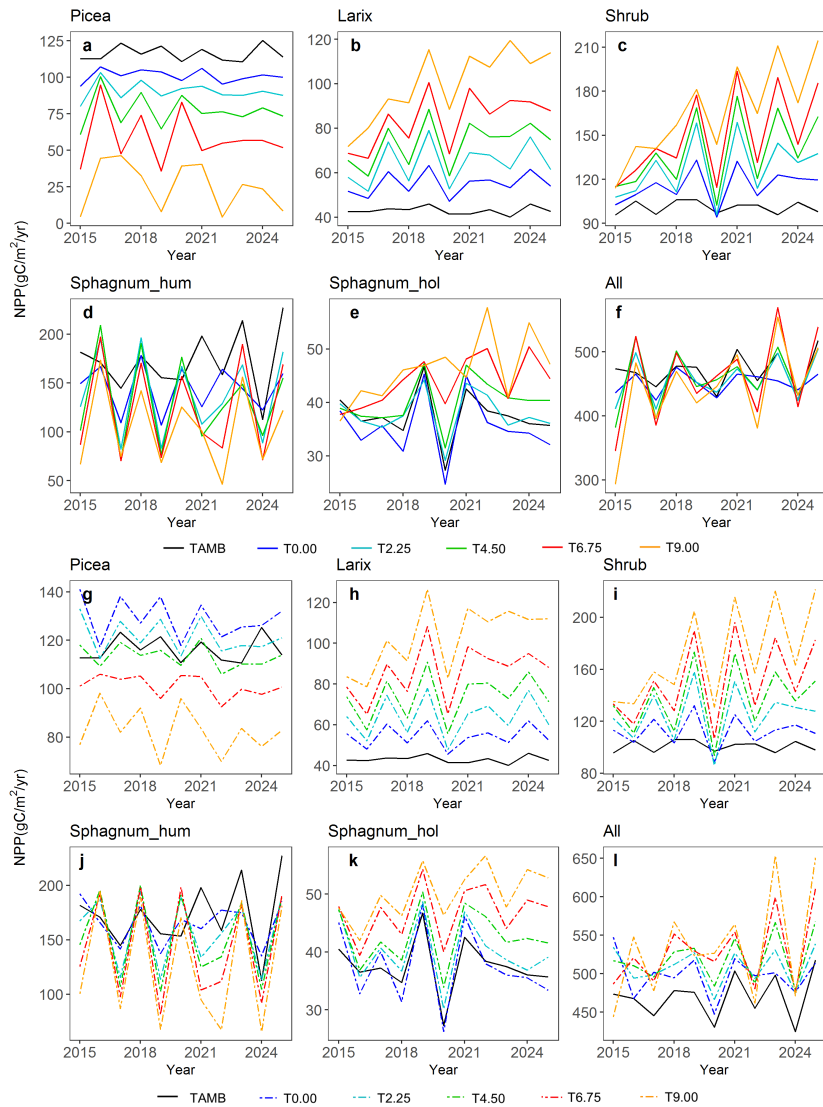 Picea Larix Shrub
a b c
125 100 75 50 25 0
120 100 80 60 40
210 180 150 120 90
2015 2018 2021 2024 2015 2018 2021 2024 2015 2018 2021 2024
Year Year Year
NPP(gC/m²/yr)
Sphagnum_hum Sphagnum_hol All
d e f
200 150 100 50
50 40 30
500 400 300
2015 2018 2021 2024 2015 2018 2021 2024 2015 2018 2021 2024
Year Year Year
TAMB T0.00 T2.25 T4.50 T6.75 T9.00
Picea Larix Shrub
g h i
140 120 100 80
120 100 80 60 40
200 160 120 80
2015 2018 2021 2024 2015 2018 2021 2024 2015 2018 2021 2024
Year Year Year
NPP(gC/m²/yr)
Sphagnum_hum Sphagnum_hol All
j k l
200 150 100
50 40 30
650 600 550 500 450
2015 2018 2021 2024 2015 2018 2021 2024 2015 2018 2021 2024
Year Year Year
TAMB T0.00 T2.25 T4.50 T6.75 T9.00